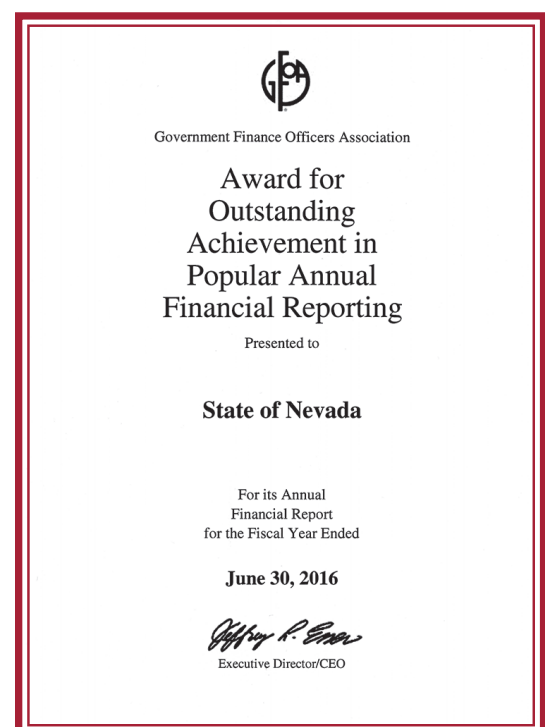 GFOA
Government Finance Officers Association
Award for
Outstanding
Achievement in
Popular Annual
Financial Reporting
Presented to
State of Nevada
For its Annual
Financial Report
for the Fiscal Year Ended
June 30, 2016
Jeffrey R. Ener
Executive Director/CEO